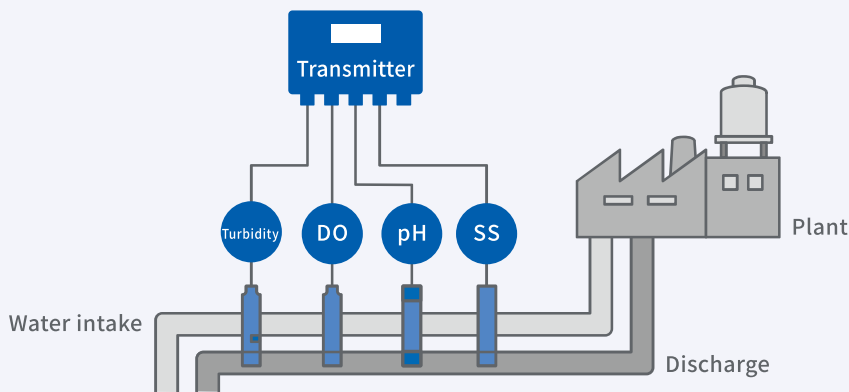 Transmitter
Turbidity
DO
pH
SS
Plant
Water intake
Discharge